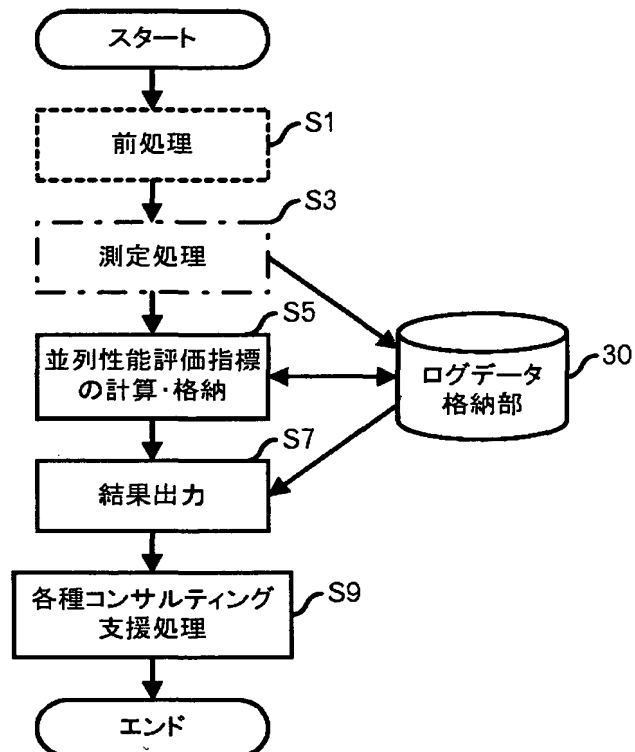 スタート
前処理
S1
測定処理
S3
並列性能評価指標
の計算・格納
S5
ログデータ
格納部
30
結果出力
S7
各種コンサルティング
支援処理
S9
エンド